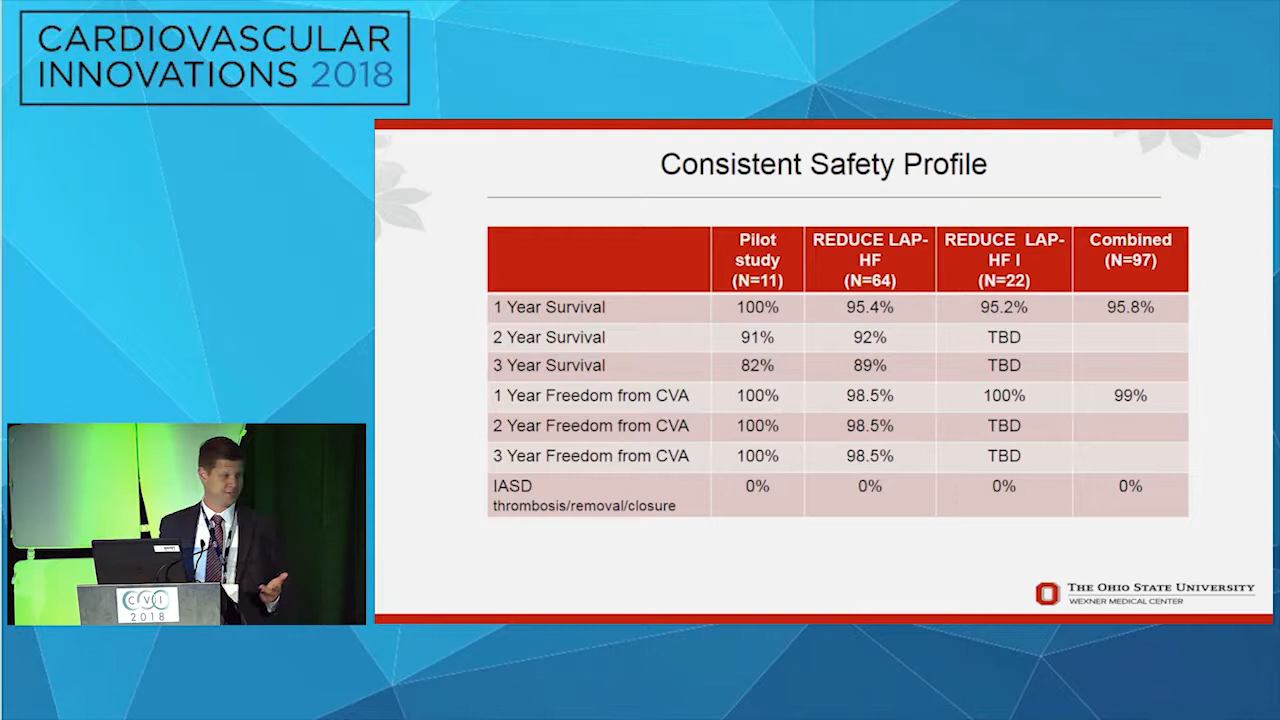 CARDIOVASCULAR
INNOVATIONS 2018
Consistent Safety Profile
Pilot study (N=11) REDUCE LAP-HF (N=64) REDUCE LAP-HF I (N=22) Combined (N=97)
1 Year Survival 100% 95.4% 95.2% 95.8%
2 Year Survival 91% 92% TBD
3 Year Survival 82% 89% TBD
1 Year Freedom from CVA 100% 98.5% 100% 99%
2 Year Freedom from CVA 100% 98.5% TBD
3 Year Freedom from CVA 100% 98.5% TBD
IASD 0% 0% 0% 0%
thrombosis/removal/closure
THE OHIO STATE UNIVERSITY
WEXNER MEDICAL CENTER
CVI
2018